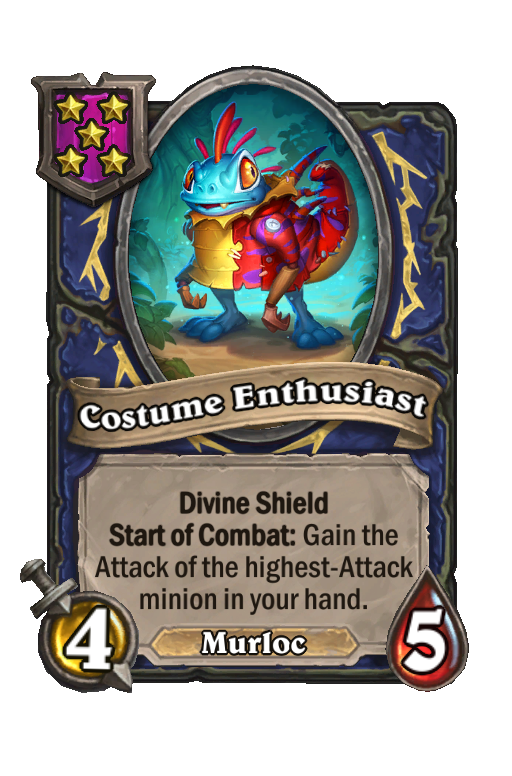 Costume Enthusiast
Divine Shield
Start of Combat: Gain the
Attack of the highest-Attack
minion in your hand.
4
Murloc
5